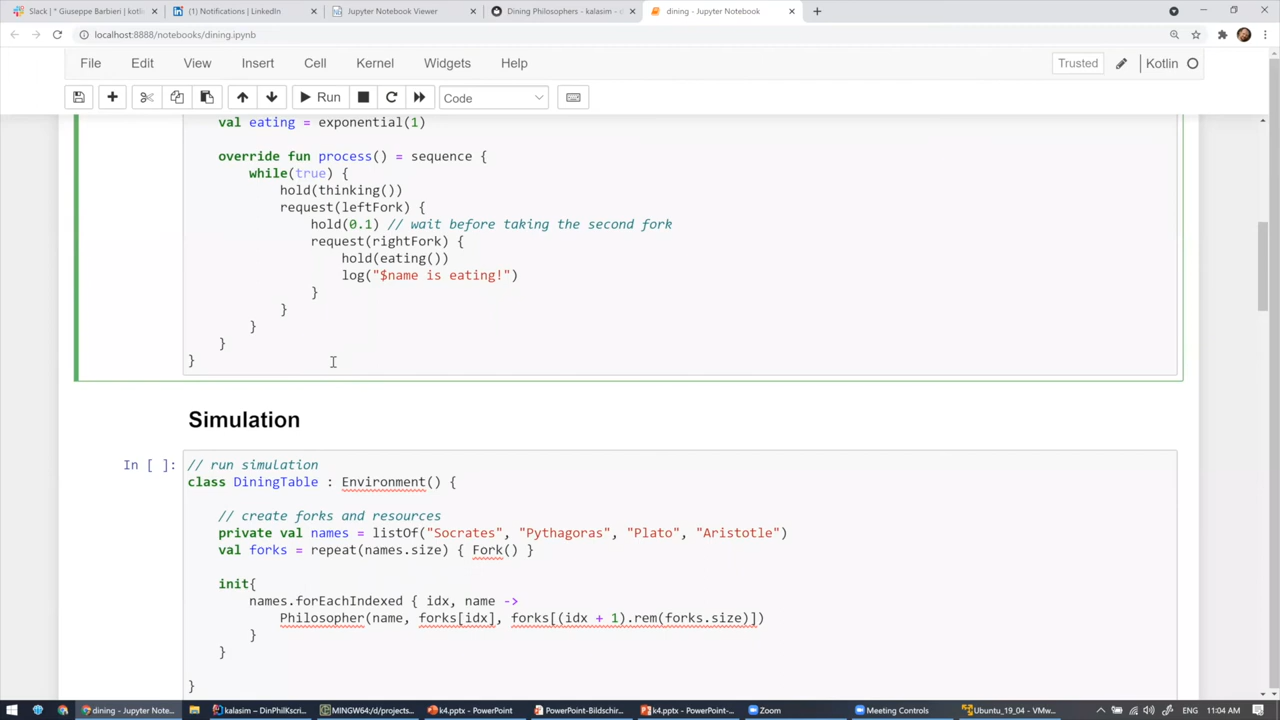 Slack | * Giuseppe Barbieri | kotli
(1) Notifications | LinkedIn
Jupyter Notebook Viewer
Dining Philosophers - kalasim - d
dining - Jupyter Notebook
localhost:8888/notebooks/dining.ipynb
File Edit View Insert Cell Kernel Widgets Help
Trusted
Kotlin
Run
Code
val eating = exponential(1)
override fun process() = sequence {
while(true) {
hold(thinking())
request(leftFork) {
hold(0.1) // wait before taking the second fork
request(rightFork) {
hold(eating())
log("$name is eating!")
}
}
}
}
}
Simulation
In [ ]:
// run simulation
class DiningTable : Environment() {
// create forks and resources
private val names = listOf("Socrates", "Pythagoras", "Plato", "Aristotle")
val forks = repeat(names.size) { Fork() }
init{
names.forEachIndexed { idx, name ->
Philosopher(name, forks[idx], forks[(idx + 1).rem(forks.size)])
}
}
}
dining - Jupyter Note...
kalasim – DinPhilKscri...
MINGW64:/d/projects...
k4.pptx - PowerPoint
PowerPoint-Bildschir...
k4.pptx - PowerPoint-...
Zoom
Meeting Controls
Ubuntu_19_04 - VMw...
11:04 AM